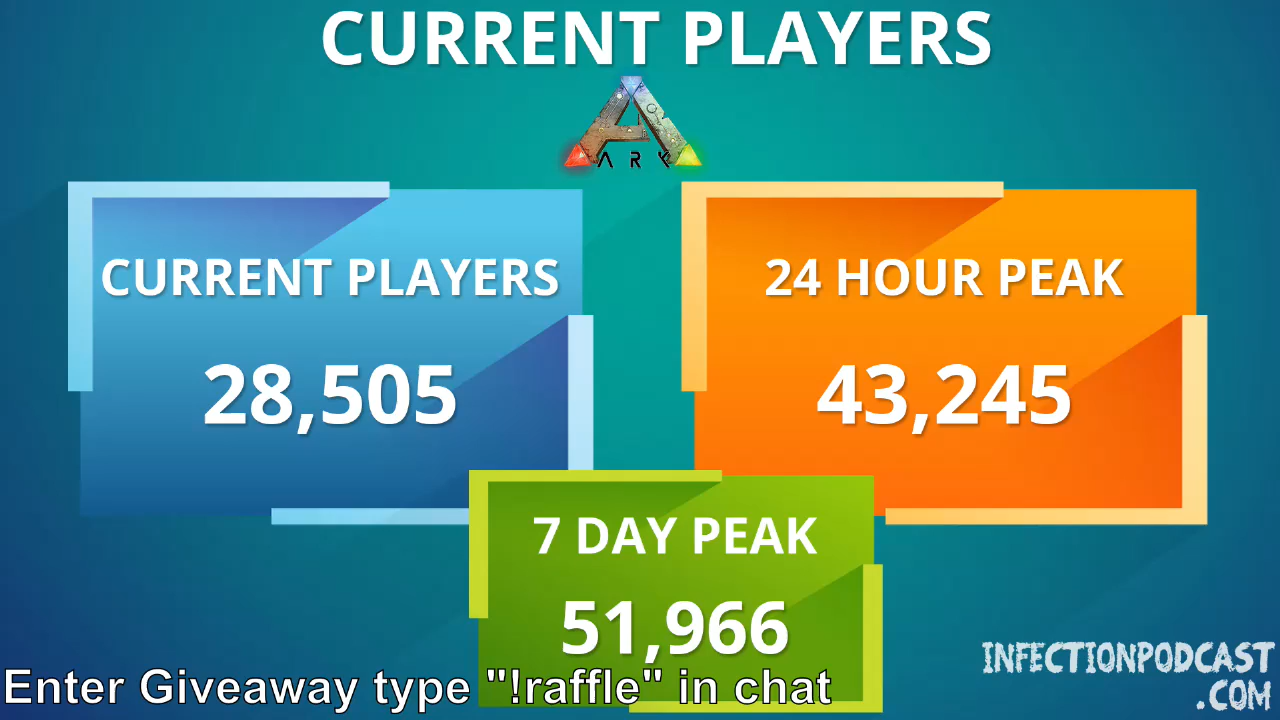 CURRENT PLAYERS
ARK
CURRENT PLAYERS
28,505
24 HOUR PEAK
43,245
7 DAY PEAK
51,966
Enter Giveaway type "!raffle" in chat
INFECTIONPODCAST
.COM